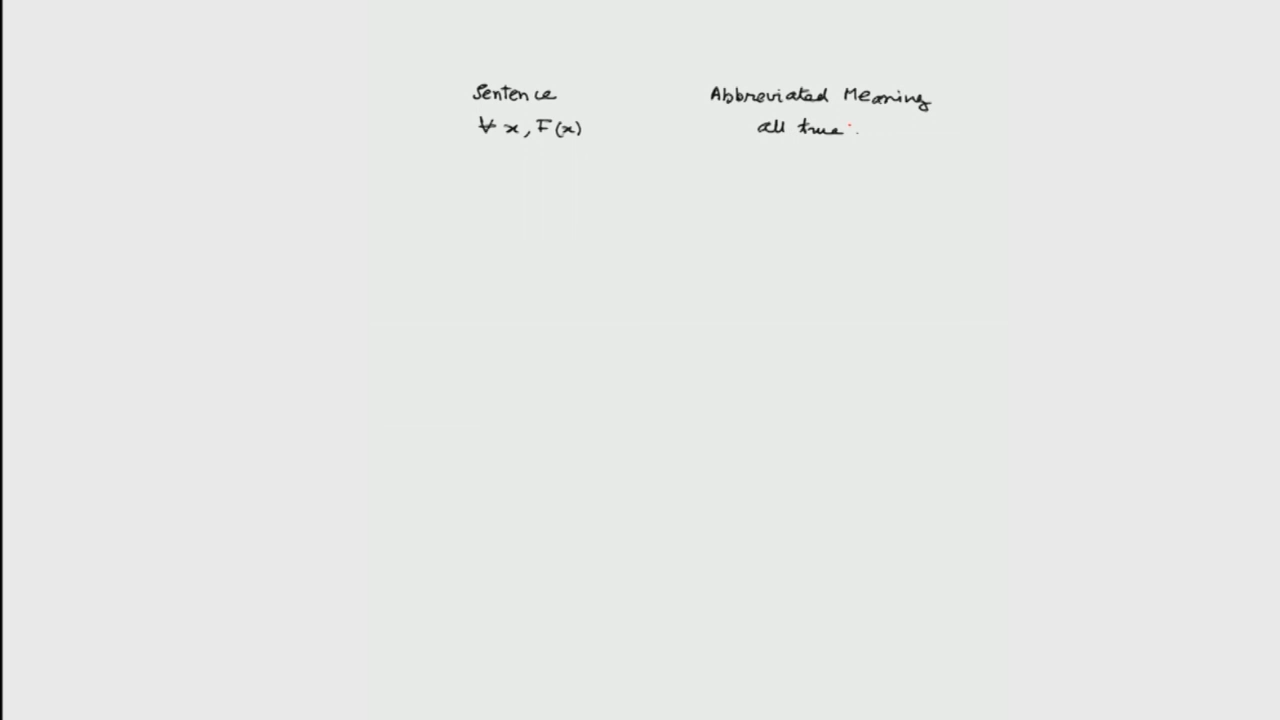 Sentence Abbreviated Meaning
∀ x, F(x) all true.